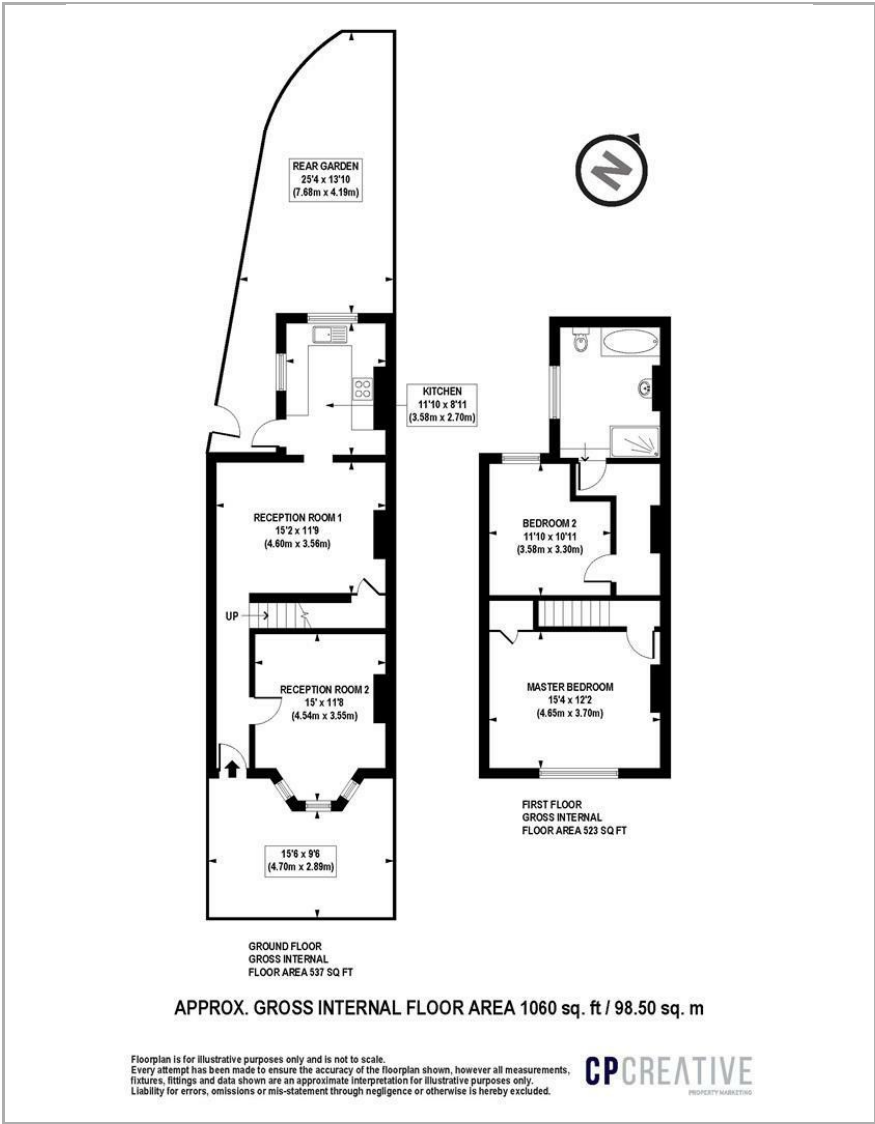 REAR GARDEN
25'4 x 13'10
(7.68m x 4.19m)
N
KITCHEN
11'10 x 8'11
(3.58m x 2.70m)
RECEPTION ROOM 1
15'2 x 11'9
(4.60m x 3.56m)
BEDROOM 2
11'10 x 10'11
(3.58m x 3.30m)
UP
RECEPTION ROOM 2
15' x 11'8
(4.54m x 3.55m)
MASTER BEDROOM
15'4 x 12'2
(4.65m x 3.70m)
FIRST FLOOR
GROSS INTERNAL
FLOOR AREA 523 SQ FT
15'6 x 9'6
(4.70m x 2.89m)
GROUND FLOOR
GROSS INTERNAL
FLOOR AREA 537 SQ FT
APPROX. GROSS INTERNAL FLOOR AREA 1060 sq. ft / 98.50 sq. m
Floorplan is for illustrative purposes only and is not to scale.
Every attempt has been made to ensure the accuracy of the floorplan shown, however all measurements,
fixtures, fittings and data shown are an approximate interpretation for illustrative purposes only.
Liability for errors, omissions or mis-statement through negligence or otherwise is hereby excluded.
CPCREATIVE
PROPERTY MARKETING